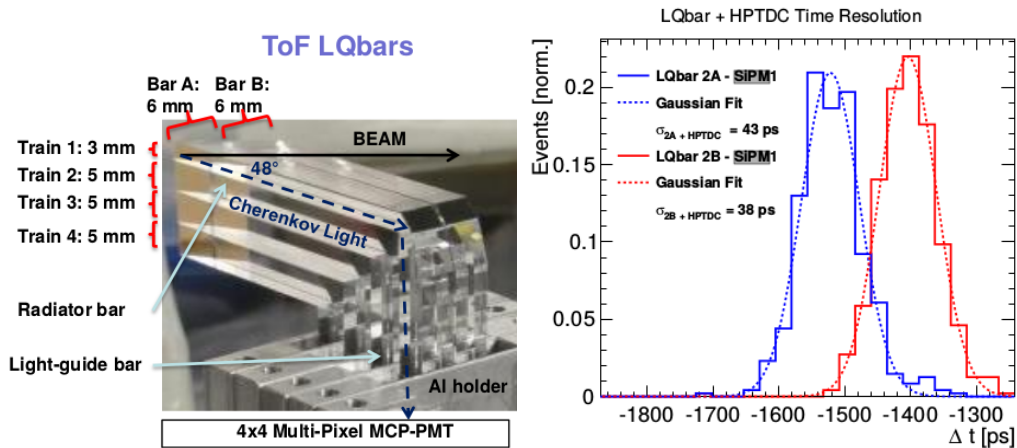 ToF LQbars
Bar A:
6 mm
Bar B:
6 mm
BEAM
Train 1: 3 mm
Train 2: 5 mm
Train 3: 5 mm
Train 4: 5 mm
48°
Cherenkov Light
Radiator bar
Light-guide bar
Al holder
4x4 Multi-Pixel MCP-PMT
LQbar + HPTDC Time Resolution
Events [norm.]
0.2
0.15
0.1
0.05
0
LQbar 2A - SiPM1
Gaussian Fit
σ2A + HPTDC = 43 ps
LQbar 2B - SiPM1
Gaussian Fit
σ2B + HPTDC = 38 ps
-1800
-1700
-1600
-1500
-1400
-1300
Δ t [ps]